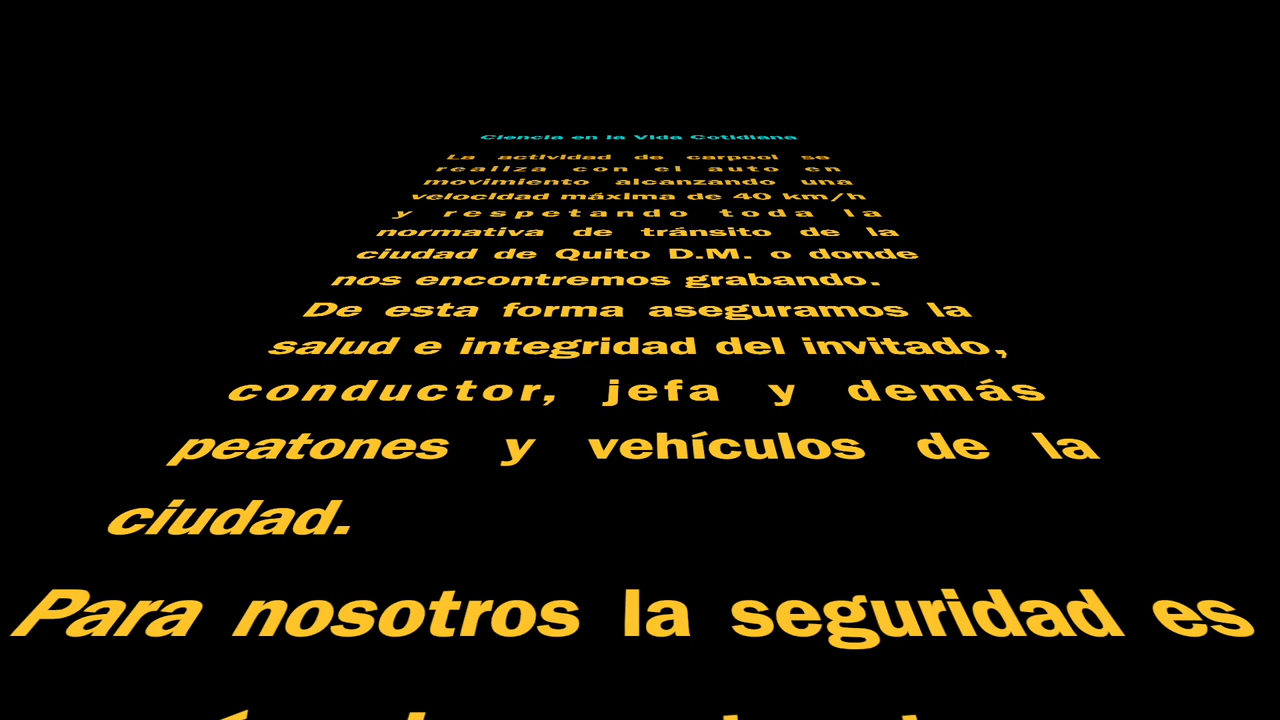 Ciencia en la Vida Cotidiana
La actividad de carpool se
realiza con el auto en
movimiento alcanzando una
velocidad máxima de 40 km/h
y respetando toda la
normativa de tránsito de la
ciudad de Quito D.M. o donde
nos encontremos grabando.
De esta forma aseguramos la
salud e integridad del invitado,
conductor, jefa y demás
peatones y vehículos de la
ciudad.
Para nosotros la seguridad es